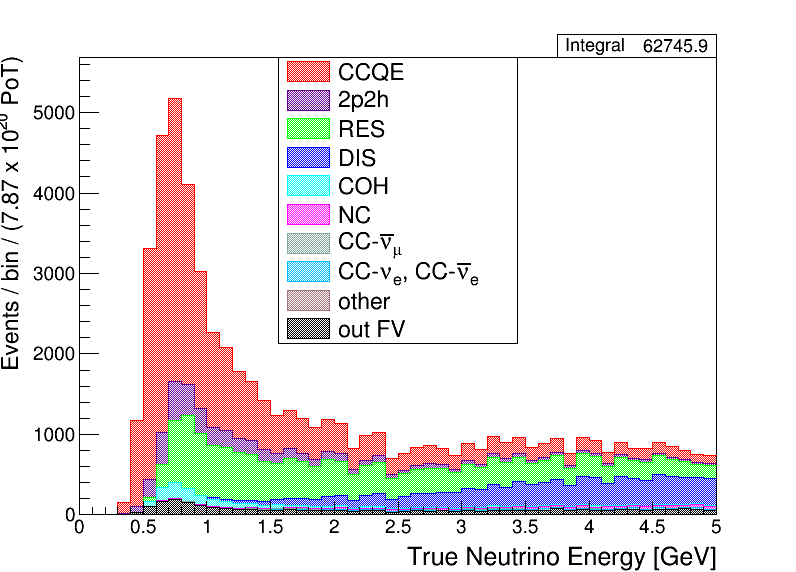 Integral 62745.9
Events / bin / (7.87 x 10²⁰ PoT)
5000
4000
3000
2000
1000
0
CCQE
2p2h
RES
DIS
COH
NC
CC-ν̅μ
CC-νe, CC-ν̅e
other
out FV
0 0.5 1 1.5 2 2.5 3 3.5 4 4.5 5
True Neutrino Energy [GeV]